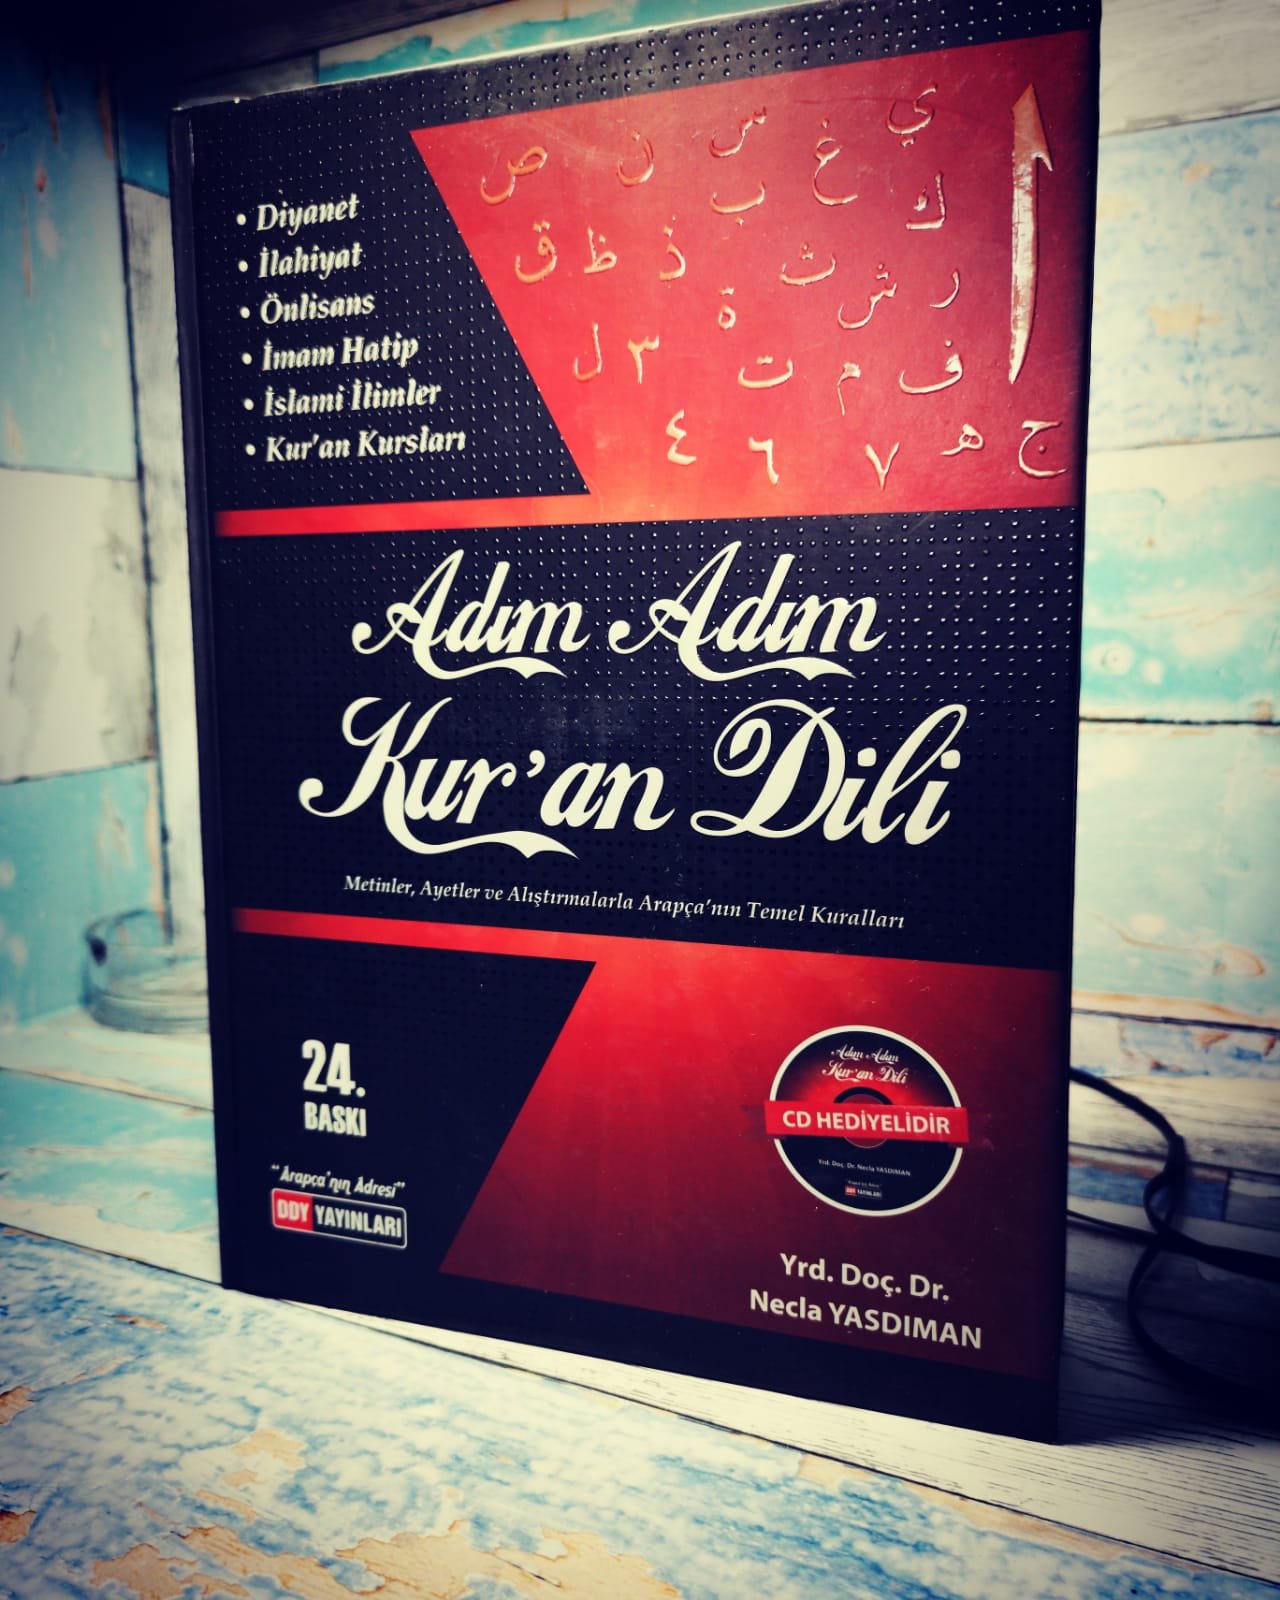 • Diyanet
• İlahiyat
• Önlisans
• İmam Hatip
• İslami İlimler
• Kur'an Kursları
ص ن س غ ي
ب ك
ق ظ ذ ث ش ر
ة
ل ٣ ت م ف
٤ ٦ ٧ ه ج
Adım Adım
Kur'an Dili
Metinler, Ayetler ve Alıştırmalarla Arapça'nın Temel Kuralları
24.
BASKI
"Arapça'nın Adresi"
DDY YAYINLARI
Adım Adım
Kur'an Dili
CD HEDİYELİDİR
Yrd. Doç. Dr. Necla YASDIMAN
DDY YAYINLARI
Yrd. Doç. Dr.
Necla YASDIMAN